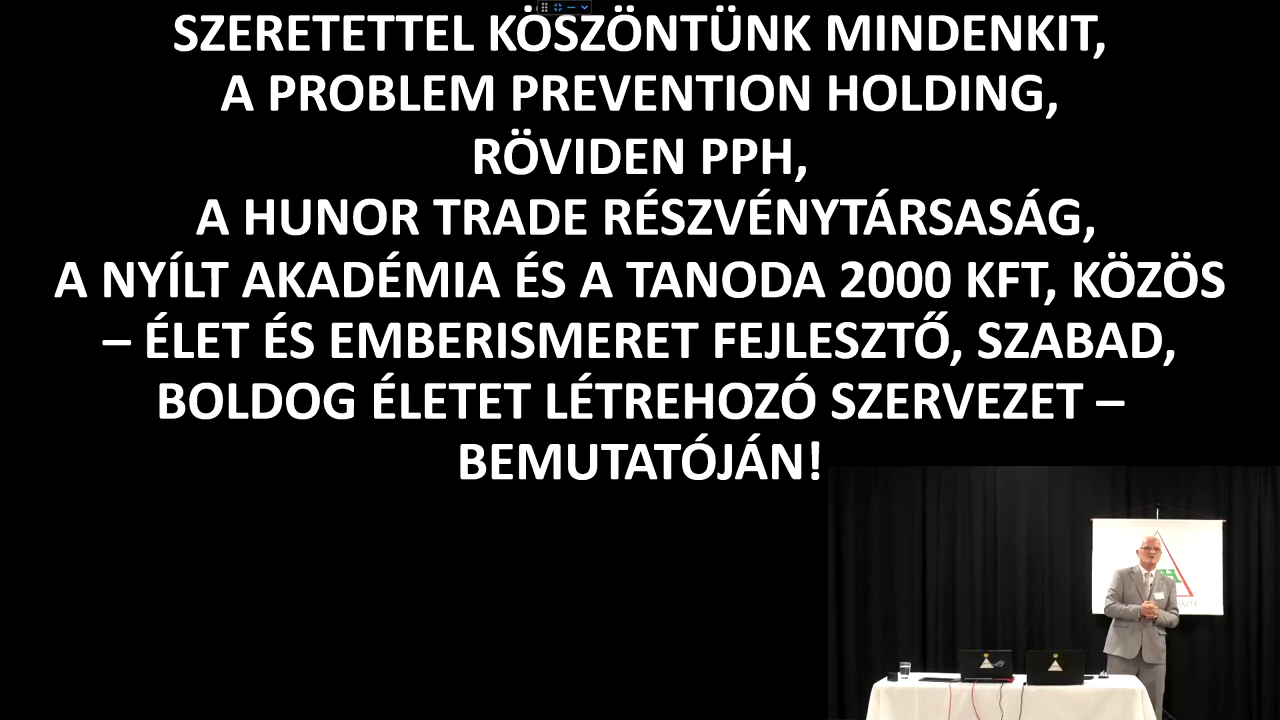 SZERETETTEL KÖSZÖNTÜNK MINDENKIT,
A PROBLEM PREVENTION HOLDING,
RÖVIDEN PPH,
A HUNOR TRADE RÉSZVÉNYTÁRSASÁG,
A NYÍLT AKADÉMIA ÉS A TANODA 2000 KFT, KÖZÖS
– ÉLET ÉS EMBERISMERET FEJLESZTŐ, SZABAD,
BOLDOG ÉLETET LÉTREHOZÓ SZERVEZET –
BEMUTATÓJÁN!